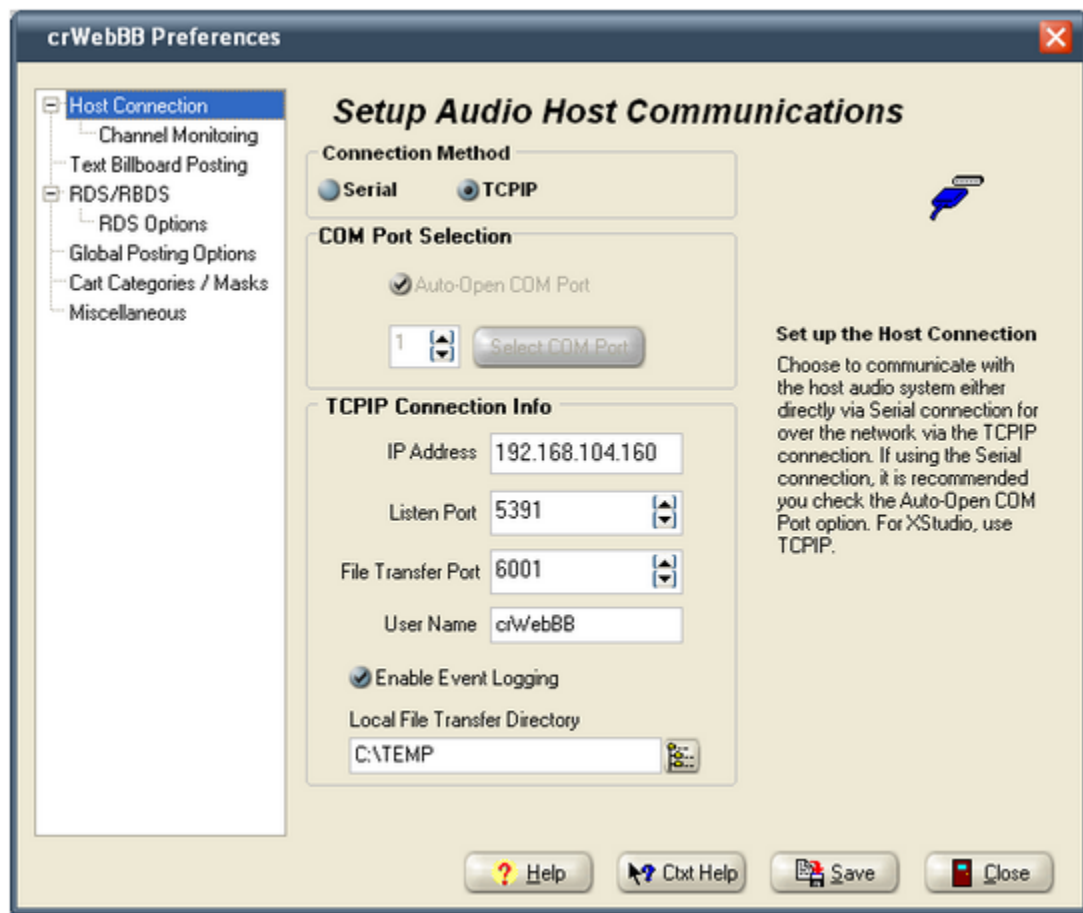 crWebBB Preferences
Host Connection
Channel Monitoring
Text Billboard Posting
RDS/RBDS
RDS Options
Global Posting Options
Cart Categories / Masks
Miscellaneous
Setup Audio Host Communications
Connection Method
Serial
TCPIP
COM Port Selection
Auto-Open COM Port
1
Select COM Port
TCPIP Connection Info
IP Address 192.168.104.160
Listen Port 5391
File Transfer Port 6001
User Name crWebBB
Enable Event Logging
Local File Transfer Directory
C:\TEMP
Set up the Host Connection
Choose to communicate with
the host audio system either
directly via Serial connection for
over the network via the TCPIP
connection. If using the Serial
connection, it is recommended
you check the Auto-Open COM
Port option. For XStudio, use
TCPIP.
Help
Ctxt Help
Save
Close